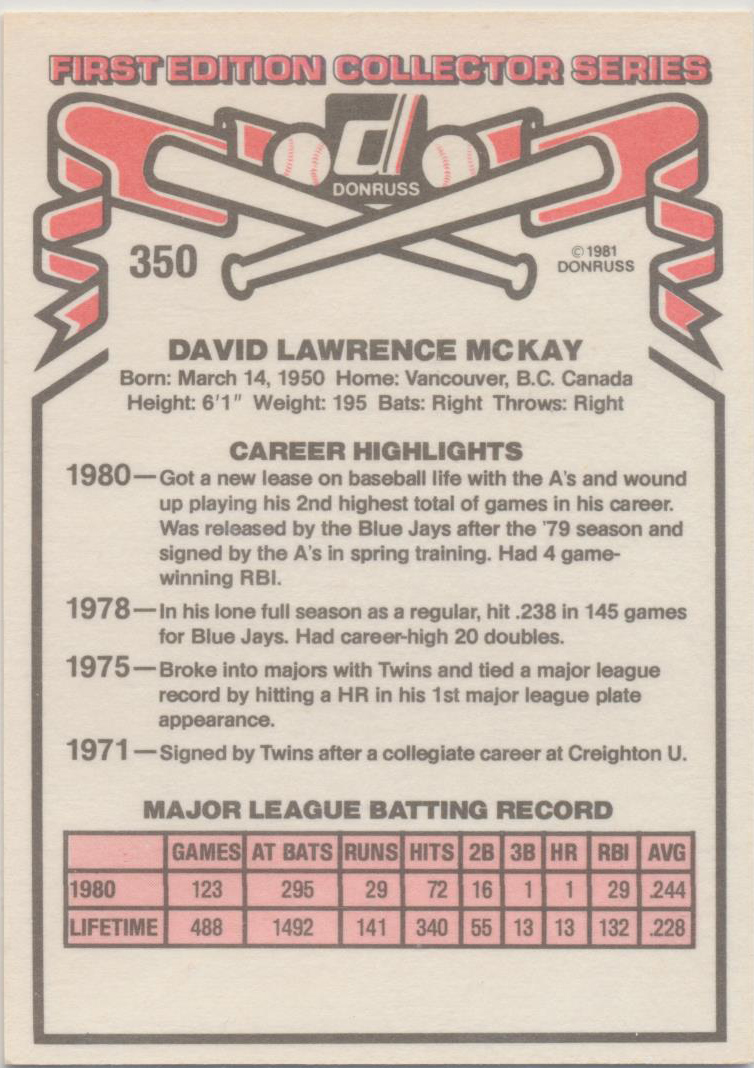 FIRST EDITION COLLECTOR SERIES
d
DONRUSS
350
© 1981
DONRUSS
DAVID LAWRENCE MCKAY
Born: March 14, 1950 Home: Vancouver, B.C. Canada
Height: 6'1" Weight: 195 Bats: Right Throws: Right
CAREER HIGHLIGHTS
1980—Got a new lease on baseball life with the A's and wound
up playing his 2nd highest total of games in his career.
Was released by the Blue Jays after the '79 season and
signed by the A's in spring training. Had 4 game-
winning RBI.
1978—In his lone full season as a regular, hit .238 in 145 games
for Blue Jays. Had career-high 20 doubles.
1975—Broke into majors with Twins and tied a major league
record by hitting a HR in his 1st major league plate
appearance.
1971—Signed by Twins after a collegiate career at Creighton U.
MAJOR LEAGUE BATTING RECORD
GAMES AT BATS RUNS HITS 2B 3B HR RBI AVG
1980 123 295 29 72 16 1 1 29 .244
LIFETIME 488 1492 141 340 55 13 13 132 .228